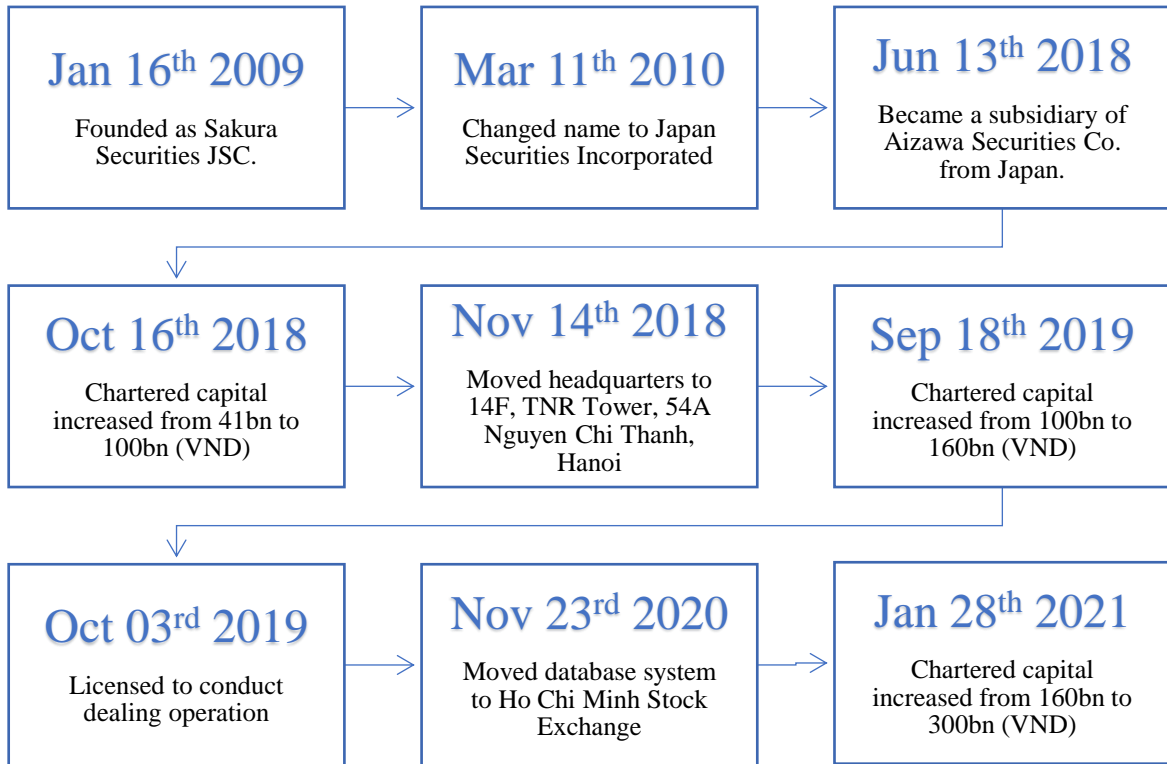 Jan 16th 2009
Founded as Sakura
Securities JSC.
Mar 11th 2010
Changed name to Japan
Securities Incorporated
Jun 13th 2018
Became a subsidiary of
Aizawa Securities Co.
from Japan.
Oct 16th 2018
Chartered capital
increased from 41bn to
100bn (VND)
Nov 14th 2018
Moved headquarters to
14F, TNR Tower, 54A
Nguyen Chi Thanh,
Hanoi
Sep 18th 2019
Chartered capital
increased from 100bn to
160bn (VND)
Oct 03rd 2019
Licensed to conduct
dealing operation
Nov 23rd 2020
Moved database system
to Ho Chi Minh Stock
Exchange
Jan 28th 2021
Chartered capital
increased from 160bn to
300bn (VND)